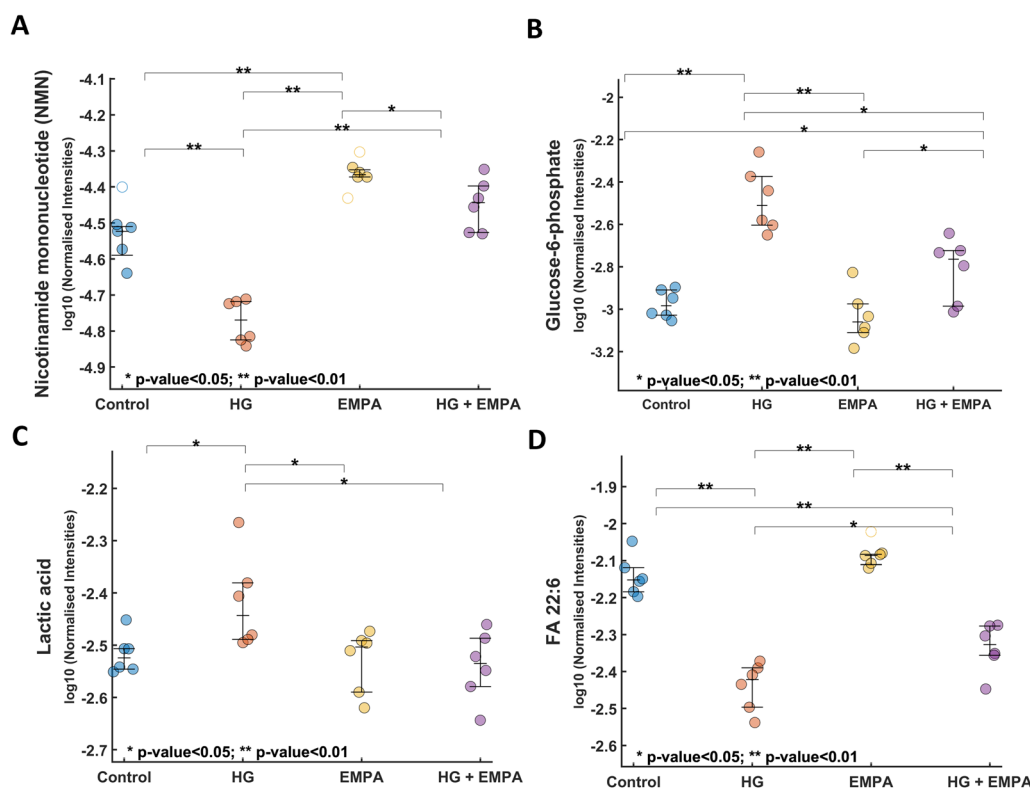 A
Nicotinamide mononucleotide (NMN)
log10 (Normalised Intensities)
-4.1
-4.2
-4.3
-4.4
-4.5
-4.6
-4.7
-4.8
-4.9
**
**
*
**
**
* p-value<0.05; ** p-value<0.01
Control
HG
EMPA
HG + EMPA
B
Glucose-6-phosphate
log10 (Normalised Intensities)
-2
-2.2
-2.4
-2.6
-2.8
-3
-3.2
**
**
*
*
*
* p-value<0.05; ** p-value<0.01
Control
HG
EMPA
HG + EMPA
C
Lactic acid
log10 (Normalised Intensities)
-2.2
-2.3
-2.4
-2.5
-2.6
-2.7
*
*
*
* p-value<0.05; ** p-value<0.01
Control
HG
EMPA
HG + EMPA
D
FA 22:6
log10 (Normalised Intensities)
-1.9
-2
-2.1
-2.2
-2.3
-2.4
-2.5
-2.6
**
**
**
**
*
* p-value<0.05; ** p-value<0.01
Control
HG
EMPA
HG + EMPA